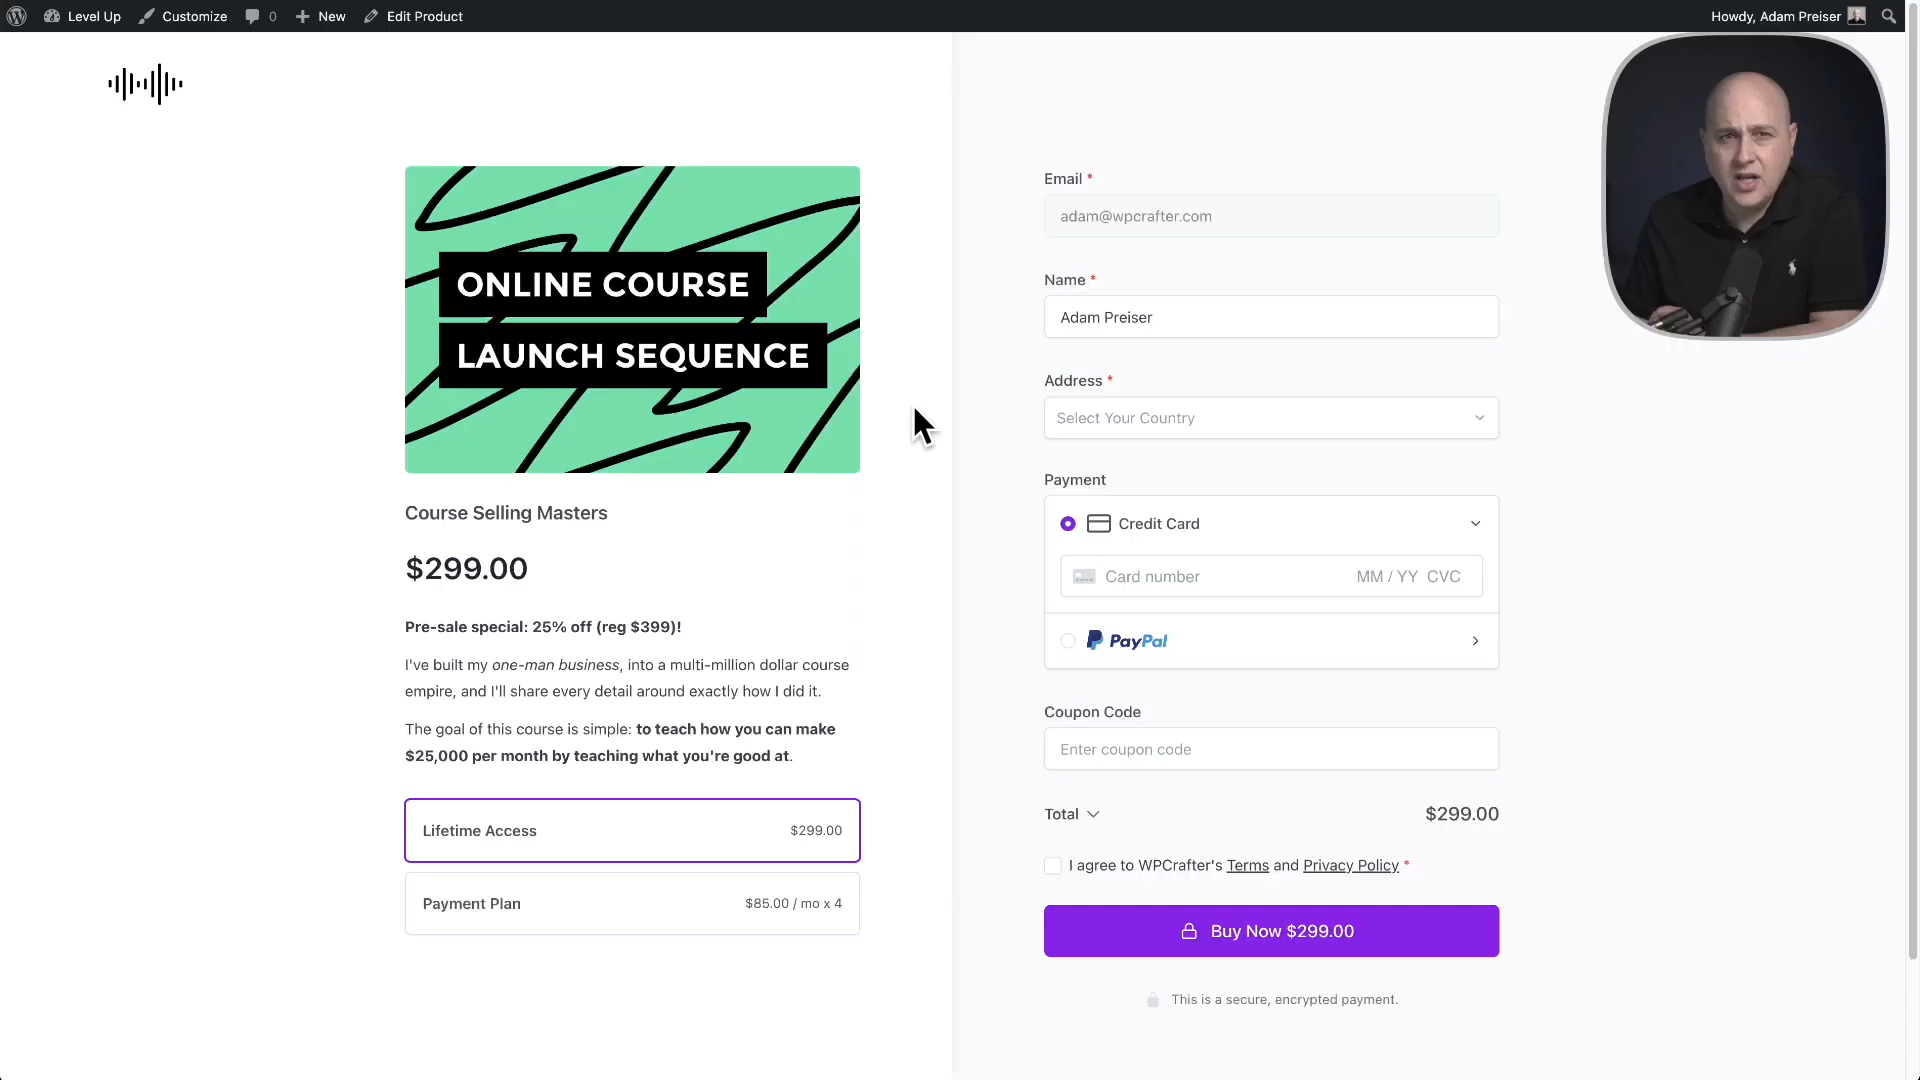 Level Up
Customize
0
New
Edit Product
Howdy, Adam Preiser
ONLINE COURSE
LAUNCH SEQUENCE
Course Selling Masters
$299.00
Pre-sale special: 25% off (reg $399)!
I've built my one-man business, into a multi-million dollar course
empire, and I'll share every detail around exactly how I did it.
The goal of this course is simple: to teach how you can make
$25,000 per month by teaching what you're good at.
Lifetime Access $299.00
Payment Plan $85.00 / mo x 4
Email *
adam@wpcrafter.com
Name *
Adam Preiser
Address *
Select Your Country
Payment
Credit Card
Card number MM / YY CVC
PayPal
Coupon Code
Enter coupon code
Total $299.00
I agree to WPCrafter's Terms and Privacy Policy *
Buy Now $299.00
This is a secure, encrypted payment.